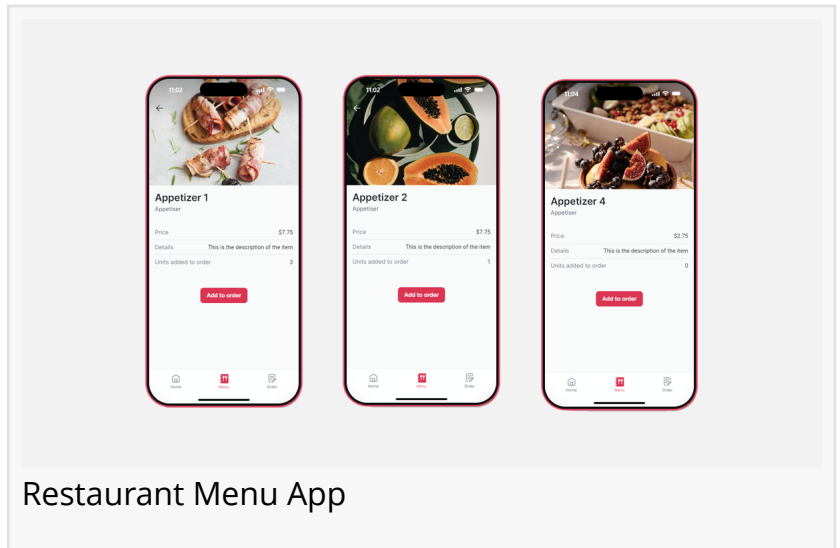 11:02
Appetizer 1
Appetiser
Price $7.75
Details This is the description of the item
Units added to order 3
Add to order
Home Menu Order
11:02
Appetizer 2
Appetiser
Price $7.75
Details This is the description of the item
Units added to order 1
Add to order
Home Menu Order
11:04
Appetizer 4
Appetiser
Price $2.75
Details This is the description of the item
Units added to order 0
Add to order
Home Menu Order
Restaurant Menu App